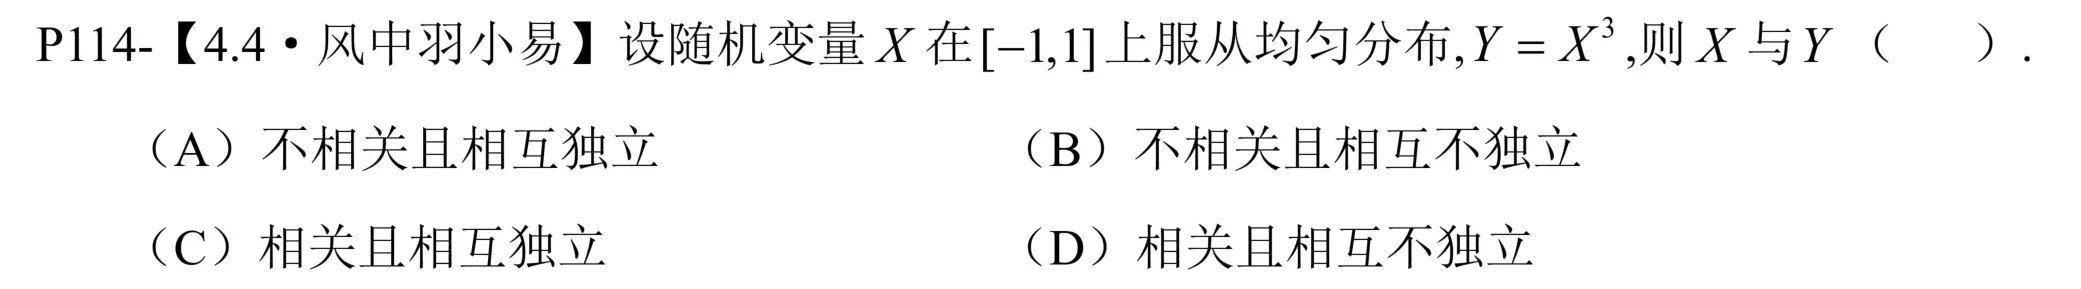 P114-【4.4·风中羽小易】设随机变量 X 在[−1,1]上服从均匀分布,Y = X³,则 X 与 Y （　　）.
（A）不相关且相互独立　　（B）不相关且相互不独立
（C）相关且相互独立　　（D）相关且相互不独立